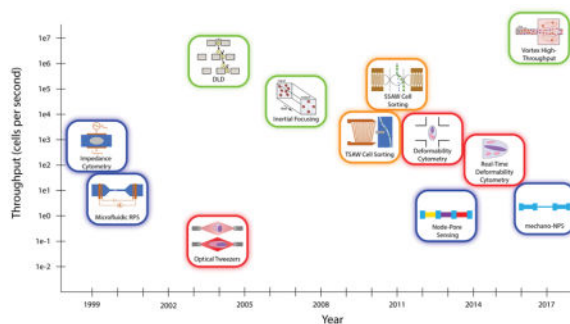 Throughput (cells per second)
1e7
1e6
1e5
1e4
1e3
1e2
1e1
1e0
1e-1
1e-2
DLD
Inertial Focusing
Vortex High-
Throughput
SSAW Cell
Sorting
Impedance
Cytometry
TSAW Cell Sorting
Deformability
Cytometry
Real-Time
Deformability
Cytometry
Microfluidic RPS
Optical Tweezers
Node-Pore
Sensing
mechano-NPS
1999
2002
2005
2008
2011
2014
2017
Year